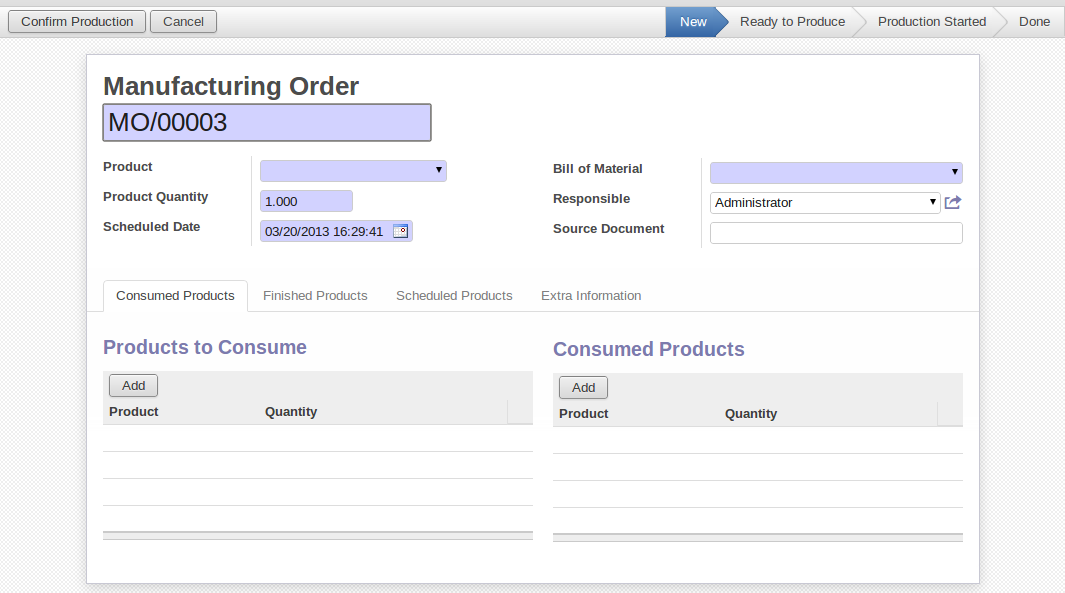 Confirm Production Cancel New Ready to Produce Production Started Done
Manufacturing Order
MO/00003
Product Bill of Material
Product Quantity 1.000 Responsible Administrator
Scheduled Date 03/20/2013 16:29:41 Source Document
Consumed Products Finished Products Scheduled Products Extra Information
Products to Consume Consumed Products
Add Add
Product Quantity Product Quantity